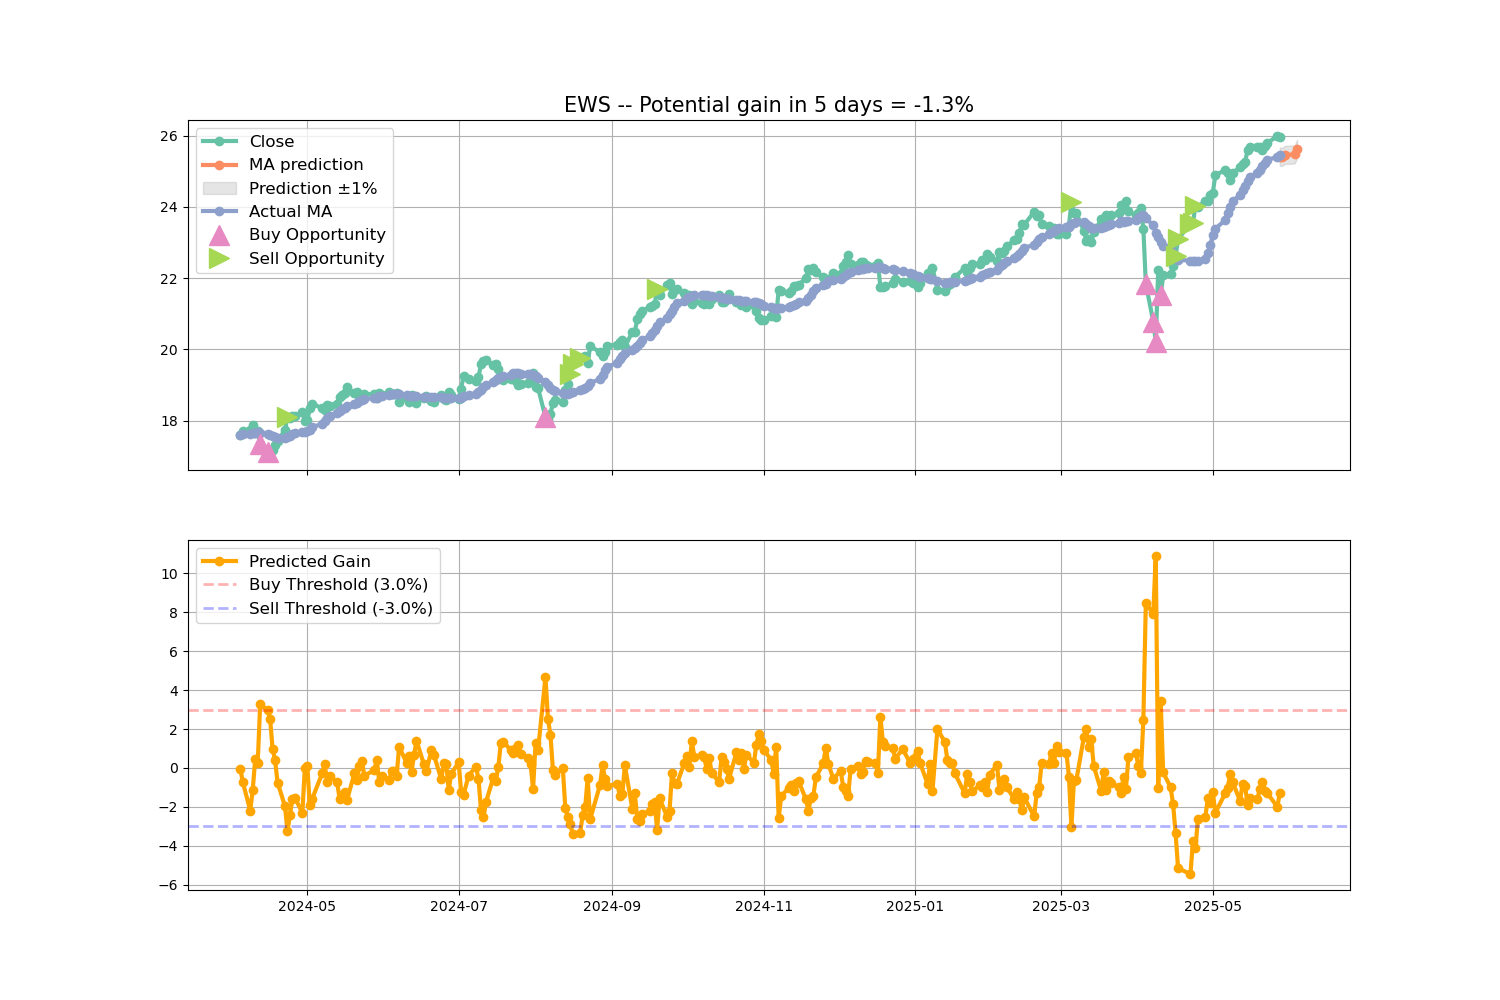 EWS -- Potential gain in 5 days = -1.3%
26
24
22
20
18
Close
MA prediction
Prediction ±1%
Actual MA
Buy Opportunity
Sell Opportunity
10
8
6
4
2
0
−2
−4
−6
Predicted Gain
Buy Threshold (3.0%)
Sell Threshold (-3.0%)
2024-05
2024-07
2024-09
2024-11
2025-01
2025-03
2025-05